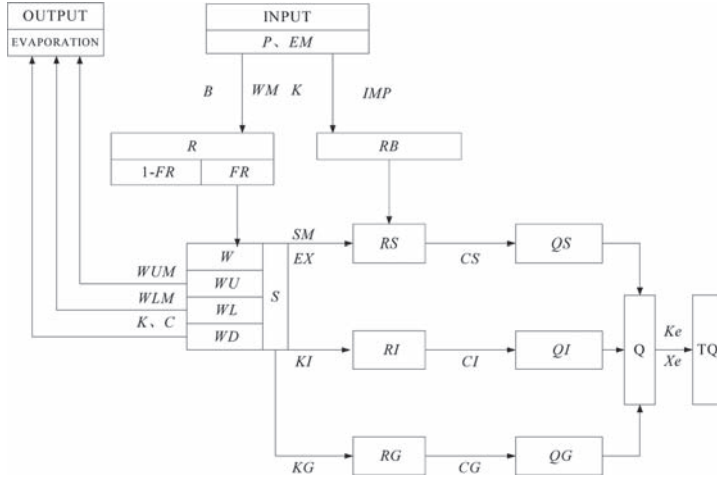 OUTPUT
EVAPORATION
INPUT
P、EM
B
WM K
IMP
R
1-FR
FR
RB
W
WU
WL
WD
S
WUM
WLM
K、C
SM
EX
RS
CS
QS
KI
RI
CI
QI
KG
RG
CG
QG
Q
Ke
Xe
TQ